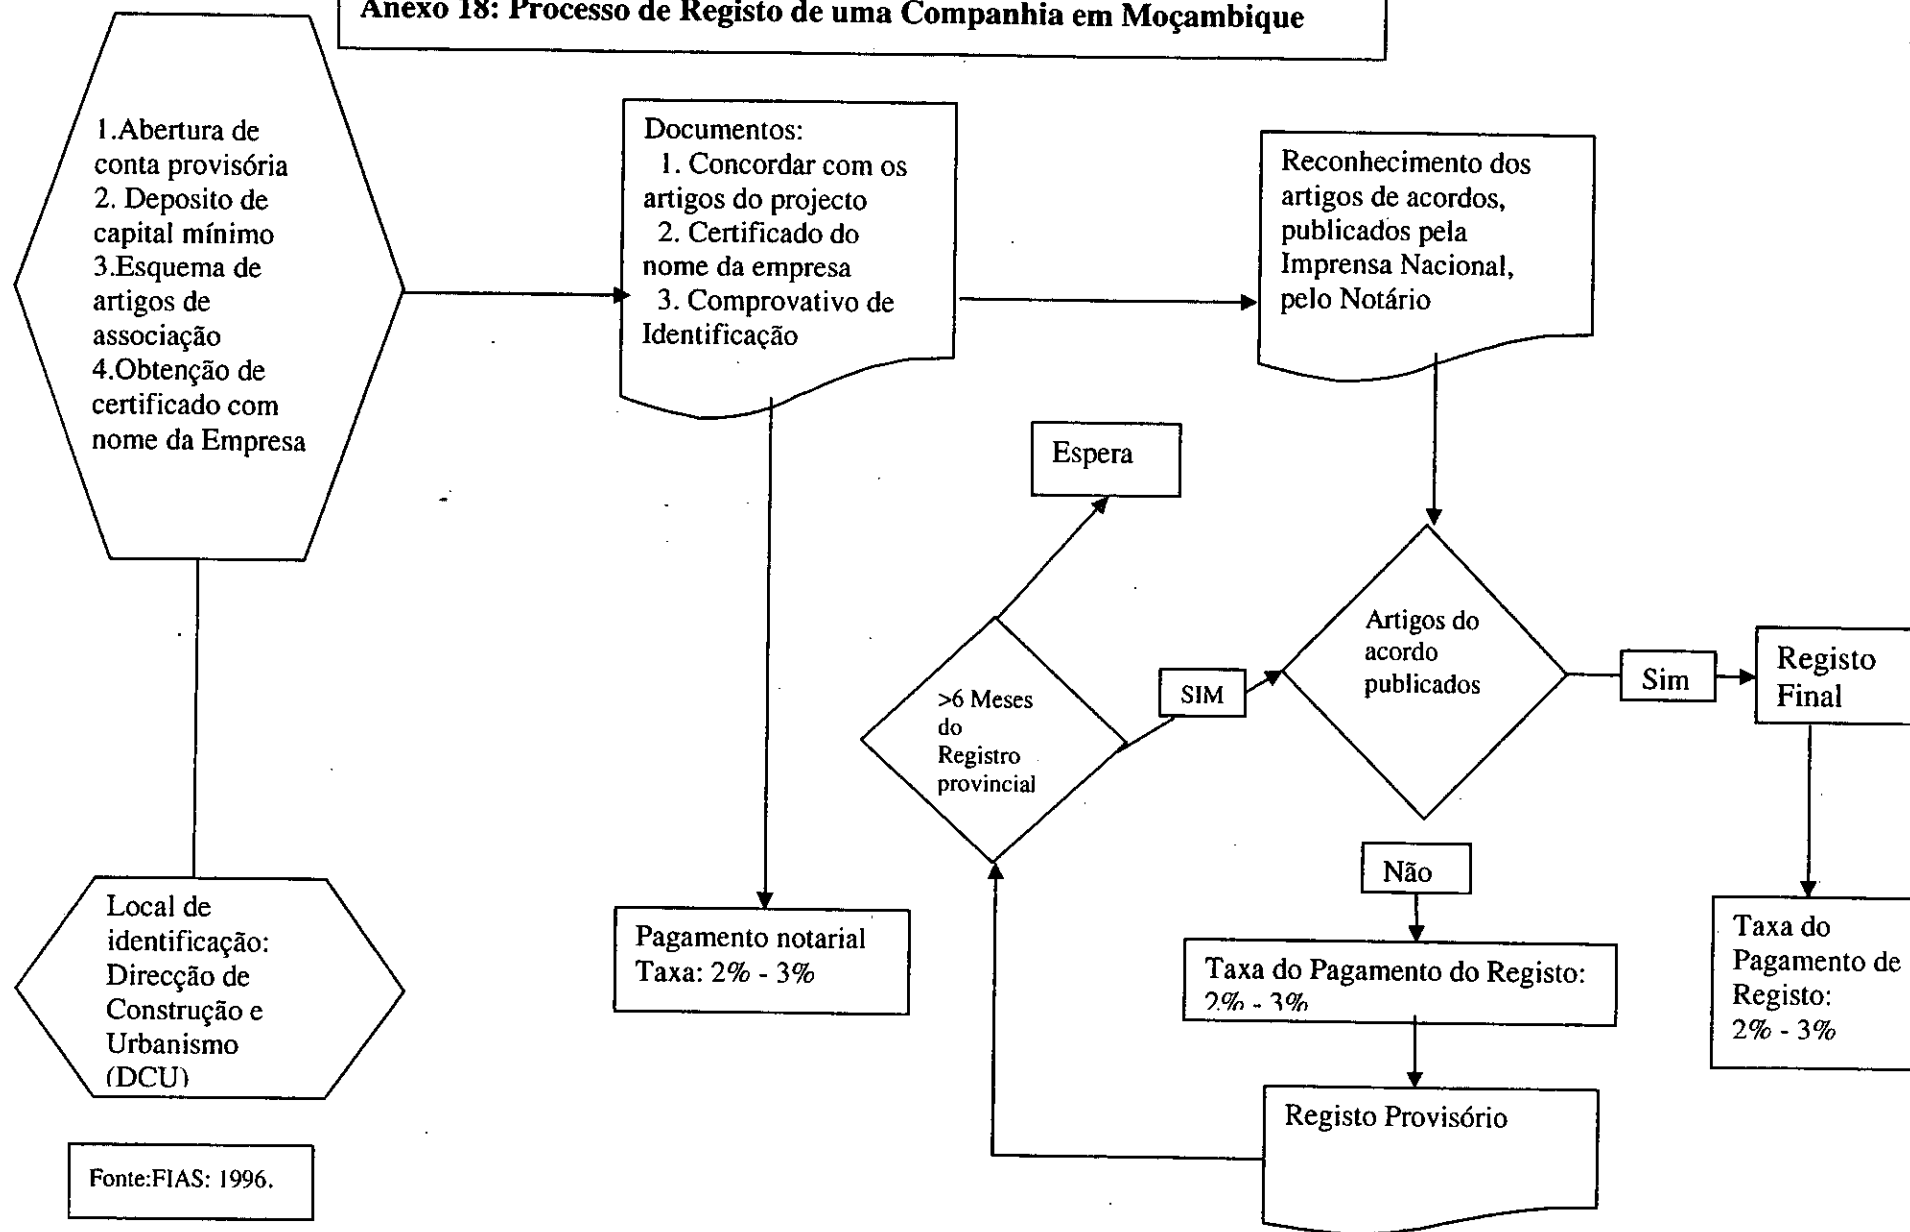 Anexo 18: Processo de Registo de uma Companhia em Moçambique
1.Abertura de
conta provisória
2. Deposito de
capital mínimo
3.Esquema de
artigos de
associação
4.Obtenção de
certificado com
nome da Empresa
Documentos:
1. Concordar com os
artigos do projecto
2. Certificado do
nome da empresa
3. Comprovativo de
Identificação
Reconhecimento dos
artigos de acordos,
publicados pela
Imprensa Nacional,
pelo Notário
Espera
Artigos do
acordo
publicados
Sim
Registo
Final
SIM
>6 Meses
do
Registro
provincial
Não
Local de
identificação:
Direcção de
Construção e
Urbanismo
(DCU)
Pagamento notarial
Taxa: 2% - 3%
Taxa do Pagamento do Registo:
2% - 3%
Taxa do
Pagamento de
Registo:
2% - 3%
Registo Provisório
Fonte:FIAS: 1996.